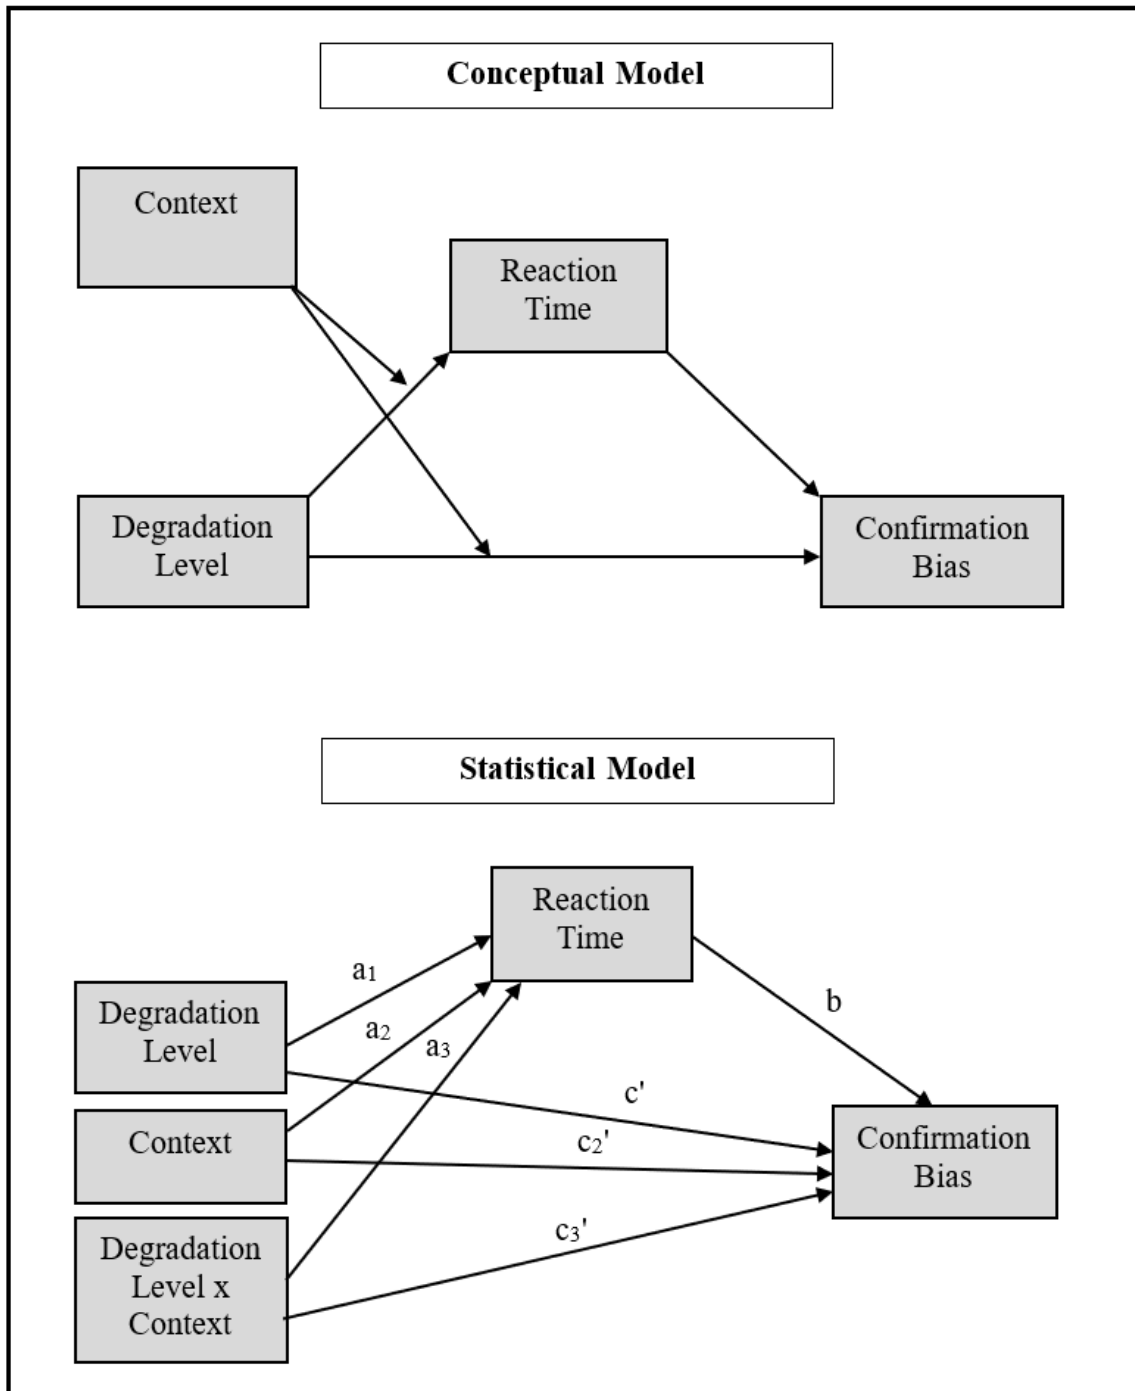 Conceptual Model
Context
Reaction
Time
Degradation
Level
Confirmation
Bias
Statistical Model
Reaction
Time
a₁
b
Degradation
Level
a₂
a₃
c'
Context
c₂'
Confirmation
Bias
Degradation
Level x
Context
c₃'